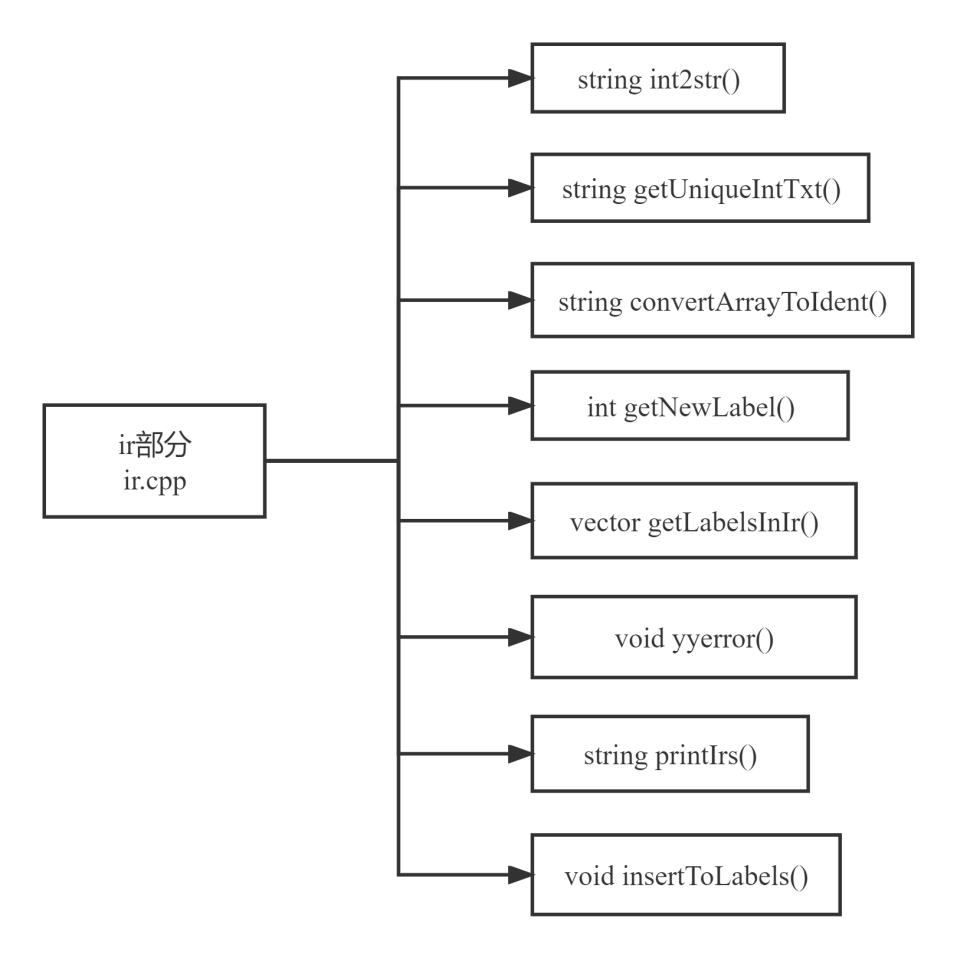 string int2str()
string getUniqueIntTxt()
string convertArrayToIdent()
int getNewLabel()
ir部分
ir.cpp
vector getLabelsInIr()
void yyerror()
string printIrs()
void insertToLabels()